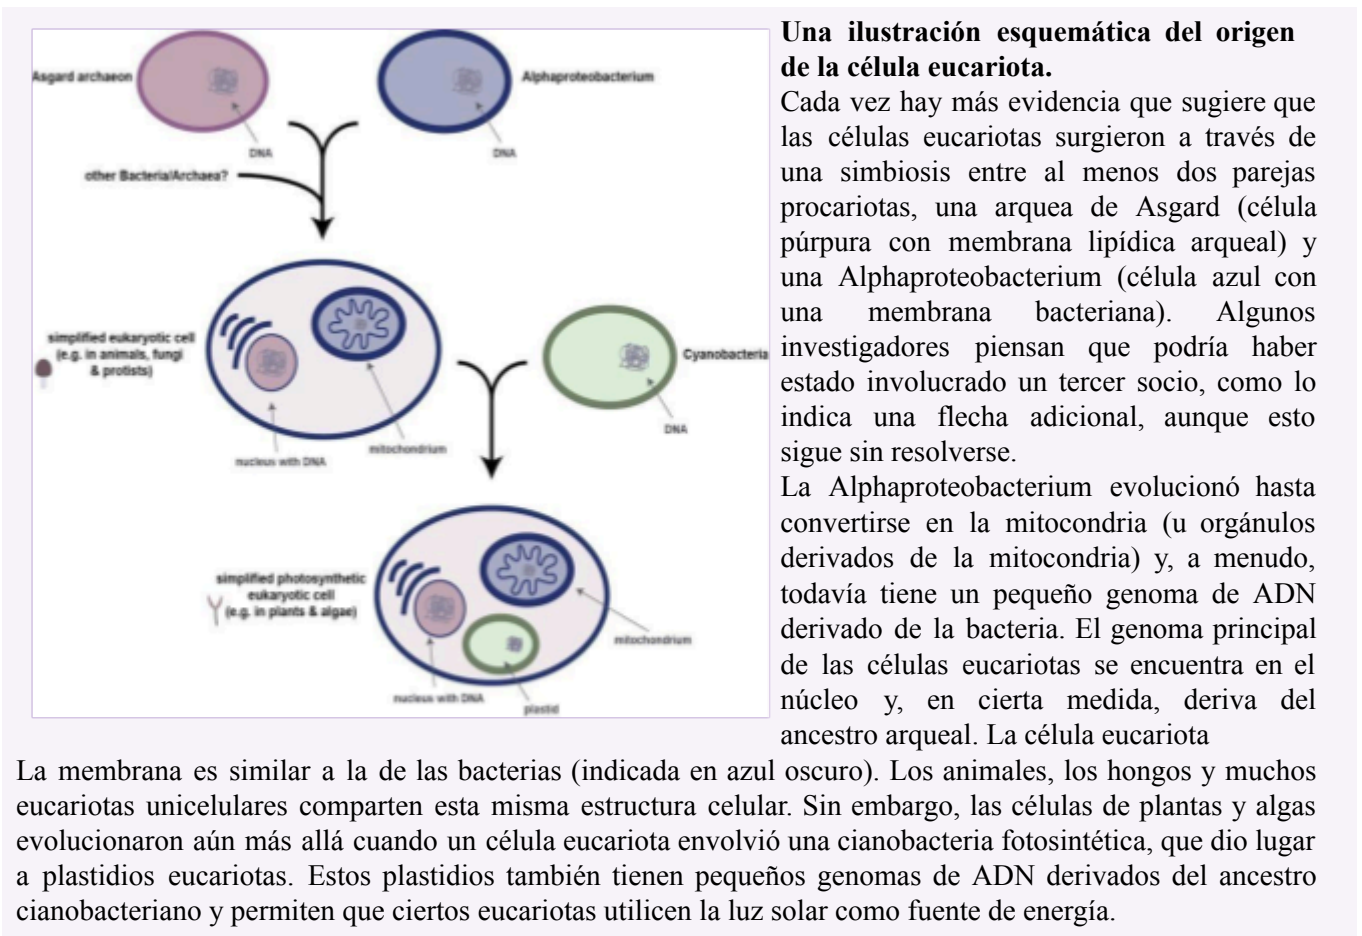 Asgard archaeon
Alphaproteobacterium
DNA
DNA
other Bacteria/Archaea?
simplified eukaryotic cell
(e.g. in animals, fungi
& protists)
Cyanobacteria
DNA
mitochondrium
nucleus with DNA
simplified photosynthetic
eukaryotic cell
(e.g. in plants & algae)
mitochondrium
nucleus with DNA
plastid
Una ilustración esquemática del origen
de la célula eucariota.
Cada vez hay más evidencia que sugiere que
las células eucariotas surgieron a través de
una simbiosis entre al menos dos parejas
procariotas, una arquea de Asgard (célula
púrpura con membrana lipídica arqueal) y
una Alphaproteobacterium (célula azul con
una membrana bacteriana). Algunos
investigadores piensan que podría haber
estado involucrado un tercer socio, como lo
indica una flecha adicional, aunque esto
sigue sin resolverse.
La Alphaproteobacterium evolucionó hasta
convertirse en la mitocondria (u orgánulos
derivados de la mitocondria) y, a menudo,
todavía tiene un pequeño genoma de ADN
derivado de la bacteria. El genoma principal
de las células eucariotas se encuentra en el
núcleo y, en cierta medida, deriva del
ancestro arqueal. La célula eucariota
La membrana es similar a la de las bacterias (indicada en azul oscuro). Los animales, los hongos y muchos
eucariotas unicelulares comparten esta misma estructura celular. Sin embargo, las células de plantas y algas
evolucionaron aún más allá cuando un célula eucariota envolvió una cianobacteria fotosintética, que dio lugar
a plastidios eucariotas. Estos plastidios también tienen pequeños genomas de ADN derivados del ancestro
cianobacteriano y permiten que ciertos eucariotas utilicen la luz solar como fuente de energía.